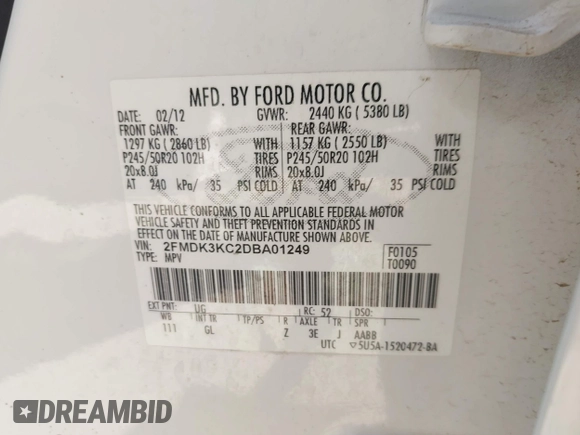 MFD. BY FORD MOTOR CO.
DATE: 02/12 GVWR: 2440 KG ( 5380 LB)
FRONT GAWR: REAR GAWR:
1297 KG ( 2860 LB) WITH 1157 KG ( 2550 LB) WITH
P245/50R20 102H TIRES P245/50R20 102H TIRES
20x8.0J RIMS 20x8.0J RIMS
AT 240 kPa/ 35 PSI COLD AT 240 kPa/ 35 PSI COLD
THIS VEHICLE CONFORMS TO ALL APPLICABLE FEDERAL MOTOR
VEHICLE SAFETY AND THEFT PREVENTION STANDARDS IN
EFFECT ON THE DATE OF MANUFACTURE SHOWN ABOVE.
VIN: 2FMDK3KC2DBA01249 F0105
TYPE: MPV T0090
EXT PNT: UG RC: 52 DSO:
WB INT TR TP/PS R AXLE TR SPR
111 GL Z 3E J AABB
UTC 5U5A-1520472-BA
DREAMBID